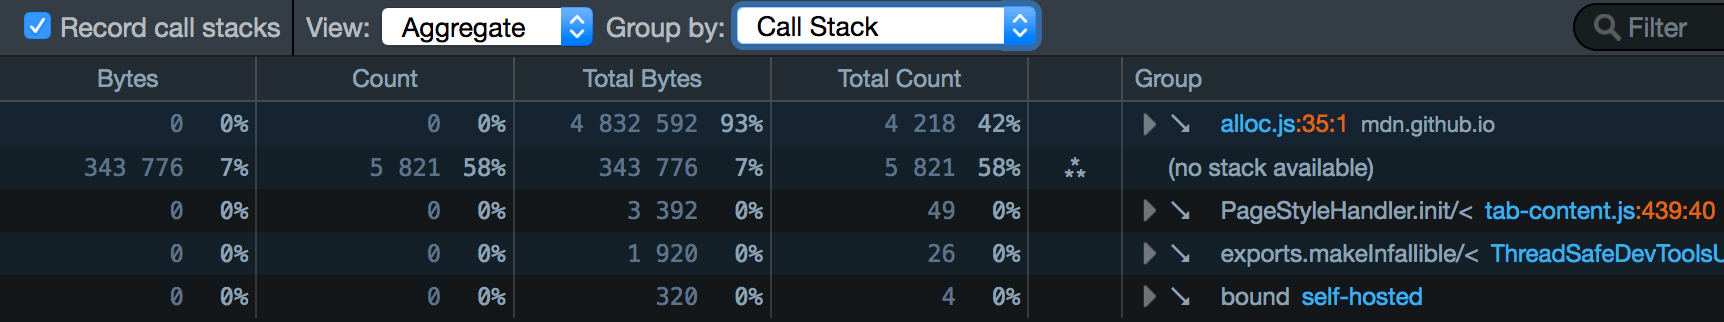 Record call stacks View: Aggregate Group by: Call Stack Filter
Bytes Count Total Bytes Total Count Group
0 0% 0 0% 4 832 592 93% 4 218 42% alloc.js:35:1 mdn.github.io
343 776 7% 5 821 58% 343 776 7% 5 821 58% *** (no stack available)
0 0% 0 0% 3 392 0% 49 0% PageStyleHandler.init/< tab-content.js:439:40
0 0% 0 0% 1 920 0% 26 0% exports.makeInfallible/< ThreadSafeDevToolsU
0 0% 0 0% 320 0% 4 0% bound self-hosted